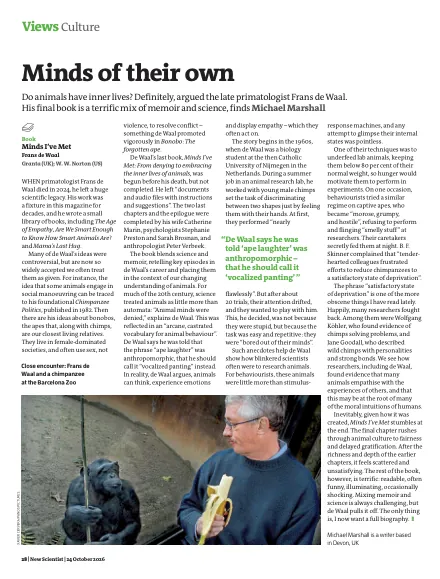 Views Culture
Minds of their own
Do animals have inner lives? Definitely, argued the late primatologist Frans de Waal.
His final book is a terrific mix of memoir and science, finds Michael Marshall
Book
Minds I've Met
Frans de Waal
Granta (UK); W. W. Norton (US)
WHEN primatologist Frans de
Waal died in 2024, he left a huge
scientific legacy. His work was
a fixture in this magazine for
decades, and he wrote a small
library of books, including The Age
of Empathy, Are We Smart Enough
to Know How Smart Animals Are?
and Mama's Last Hug.
Many of de Waal's ideas were
controversial, but are now so
widely accepted we often treat
them as given. For instance, the
idea that some animals engage in
social maneuvering can be traced
to his foundational Chimpanzee
Politics, published in 1982. Then
there are his ideas about bonobos,
the apes that, along with chimps,
are our closest living relatives.
They live in female-dominated
societies, and often use sex, not
Close encounter: Frans de
Waal and a chimpanzee
at the Barcelona Zoo
violence, to resolve conflict –
something de Waal promoted
vigorously in Bonobo: The
forgotten ape.
De Waal's last book, Minds I've
Met: From denying to embracing
the inner lives of animals, was
begun before his death, but not
completed. He left "documents
and audio files with instructions
and suggestions". The two last
chapters and the epilogue were
completed by his wife Catherine
Marin, psychologists Stephanie
Preston and Sarah Brosnan, and
anthropologist Peter Verbeek.
The book blends science and
memoir, retelling key episodes in
de Waal's career and placing them
in the context of our changing
understanding of animals. For
much of the 20th century, science
treated animals as little more than
automata: "Animal minds were
denied," explains de Waal. This was
reflected in an "arcane, castrated
vocabulary for animal behaviour".
De Waal says he was told that
the phrase "ape laughter" was
anthropomorphic, that he should
call it "vocalized panting" instead.
In reality, de Waal argues, animals
can think, experience emotions
and display empathy – which they
often act on.
The story begins in the 1960s,
when de Waal was a biology
student at the then Catholic
University of Nijmegen in the
Netherlands. During a summer
job in an animal research lab, he
worked with young male chimps
set the task of discriminating
between two shapes just by feeling
them with their hands. At first,
they performed "nearly
"De Waal says he was
told 'ape laughter' was
anthropomorphic –
that he should call it
'vocalized panting'"
flawlessly". But after about
20 trials, their attention drifted,
and they wanted to play with him.
This, he decided, was not because
they were stupid, but because the
task was easy and repetitive: they
were "bored out of their minds".
Such anecdotes help de Waal
show how blinkered scientists
often were to research animals.
For behaviourists, these animals
were little more than stimulus-
response machines, and any
attempt to glimpse their internal
states was pointless.
One of their techniques was to
underfeed lab animals, keeping
them below 80 per cent of their
normal weight, so hunger would
motivate them to perform in
experiments. On one occasion,
behaviourists tried a similar
regime on captive apes, who
became "morose, grumpy,
and hostile", refusing to perform
and flinging "smelly stuff" at
researchers. Their caretakers
secretly fed them at night. B. F.
Skinner complained that "tender-
hearted colleagues frustrated
efforts to reduce chimpanzees to
a satisfactory state of deprivation".
The phrase "satisfactory state
of deprivation" is one of the more
obscene things I have read lately.
Happily, many researchers fought
back. Among them were Wolfgang
Kohler, who found evidence of
chimps solving problems, and
Jane Goodall, who described
wild chimps with personalities
and strong bonds. We see how
researchers, including de Waal,
found evidence that many
animals empathise with the
experiences of others, and that
this may be at the root of many
of the moral intuitions of humans.
Inevitably, given how it was
created, Minds I've Met stumbles at
the end. The final chapter rushes
through animal culture to fairness
and delayed gratification. After the
richness and depth of the earlier
chapters, it feels scattered and
unsatisfying. The rest of the book,
however, is terrific: readable, often
funny, illuminating, occasionally
shocking. Mixing memoir and
science is always challenging, but
de Waal pulls it off. The only thing
is, I now want a full biography.
Michael Marshall is a writer based
in Devon, UK
28 | New Scientist | 24 October 2026